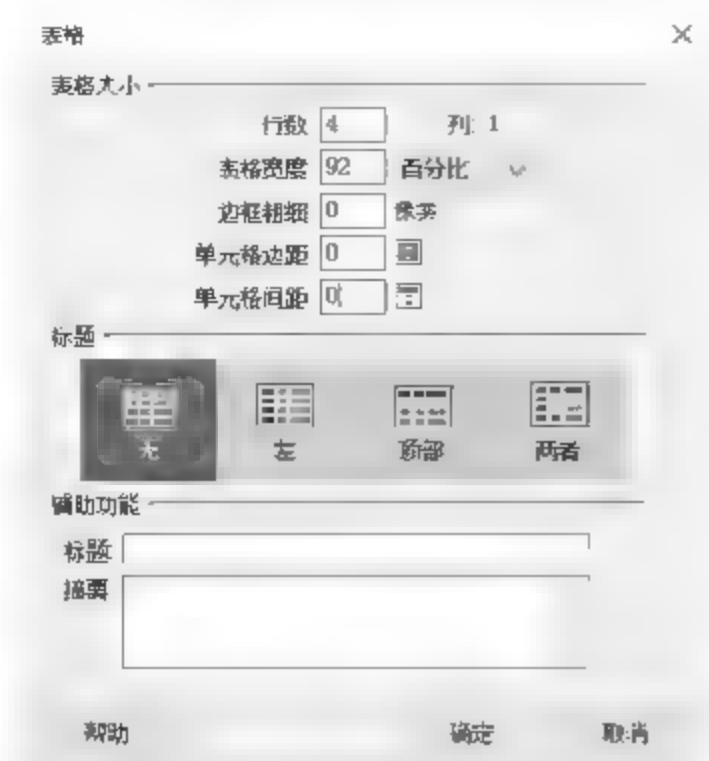 表格
表格大小
行数 4 列: 1
表格宽度 92 百分比
边框粗细 0 像素
单元格边距 0
单元格间距 0
标题
无 左 顶部 两者
辅助功能
标题
摘要
帮助 确定 取消